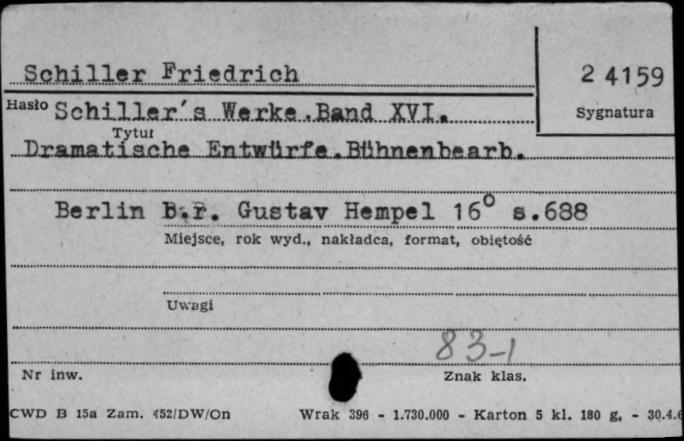 Schiller Friedrich
2 4159
Hasło Schiller's Werke.Band XVI.
Sygnatura
Tytuł
Dramatische Entwürfe.Bühnenbearb.
Berlin B.r. Gustav Hempel 16° s.688
Miejsce, rok wyd., nakładca, format, objętość
Uwagi
83-1
Nr inw.
Znak klas.
CWD B 15a Zam. 452/DW/On
Wrak 396 - 1.730.000 - Karton 5 kl. 180 g. - 30.4.